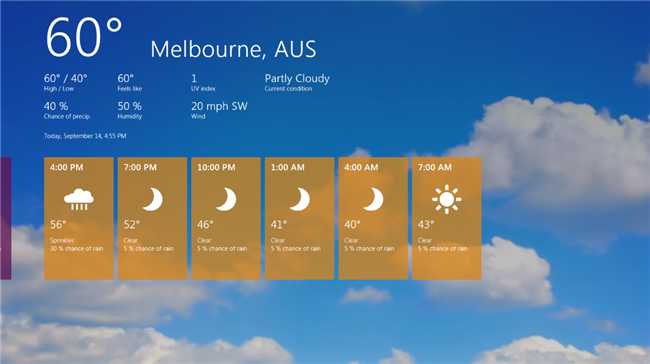 60°
Melbourne, AUS
60° / 40°
High / Low
60°
Feels like
1
UV index
Partly Cloudy
Current condition
40 %
Chance of precip
50 %
Humidity
20 mph SW
Wind
Today, September 14, 4:55 PM
4:00 PM
56°
Sprinkles
30 % chance of rain
7:00 PM
52°
Clear
5 % chance of rain
10:00 PM
46°
Clear
5 % chance of rain
1:00 AM
41°
Clear
5 % chance of rain
4:00 AM
40°
Clear
5 % chance of rain
7:00 AM
43°
Clear
5 % chance of rain